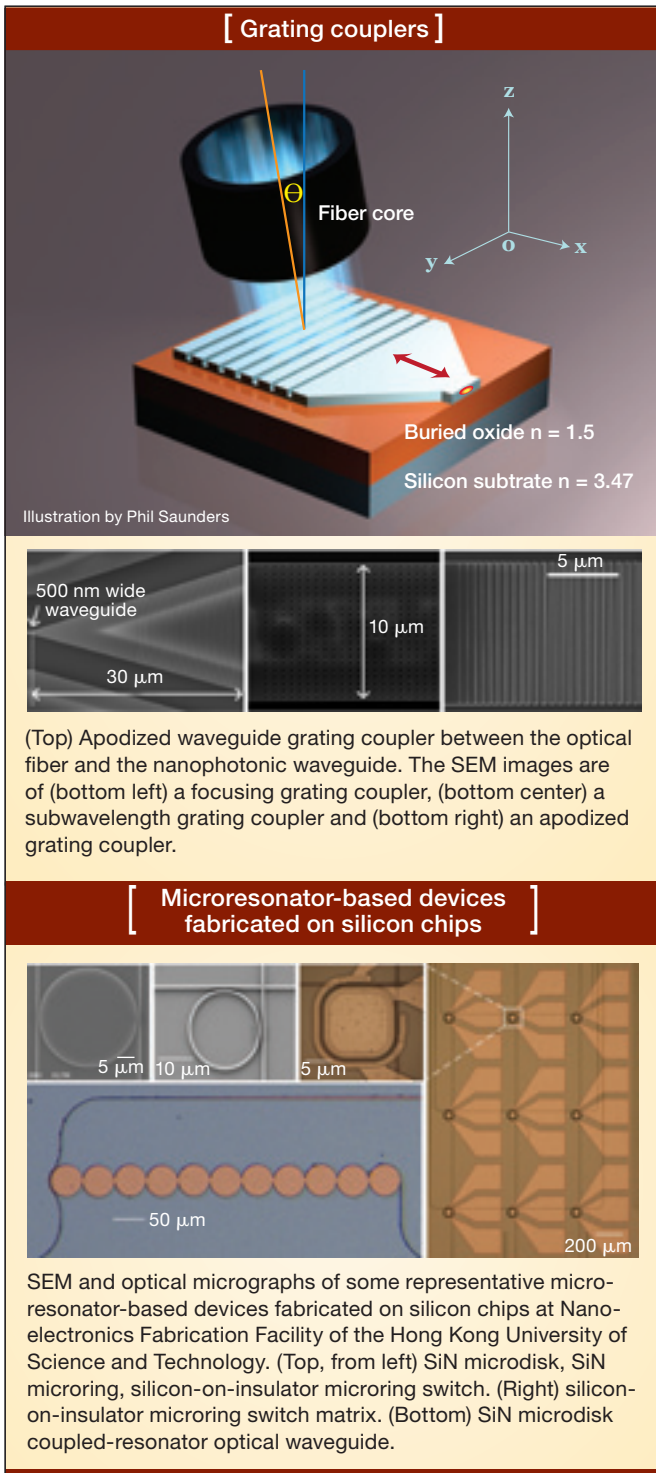 [ Grating couplers ]
z
Θ
Fiber core
y
o
x
Buried oxide n = 1.5
Silicon subtrate n = 3.47
Illustration by Phil Saunders
500 nm wide
waveguide
30 μm
10 μm
5 μm
(Top) Apodized waveguide grating coupler between the optical
fiber and the nanophotonic waveguide. The SEM images are
of (bottom left) a focusing grating coupler, (bottom center) a
subwavelength grating coupler and (bottom right) an apodized
grating coupler.
[ Microresonator-based devices
fabricated on silicon chips ]
5 μm
10 μm
5 μm
50 μm
200 μm
SEM and optical micrographs of some representative micro-
resonator-based devices fabricated on silicon chips at Nano-
electronics Fabrication Facility of the Hong Kong University of
Science and Technology. (Top, from left) SiN microdisk, SiN
microring, silicon-on-insulator microring switch. (Right) silicon-
on-insulator microring switch matrix. (Bottom) SiN microdisk
coupled-resonator optical waveguide.